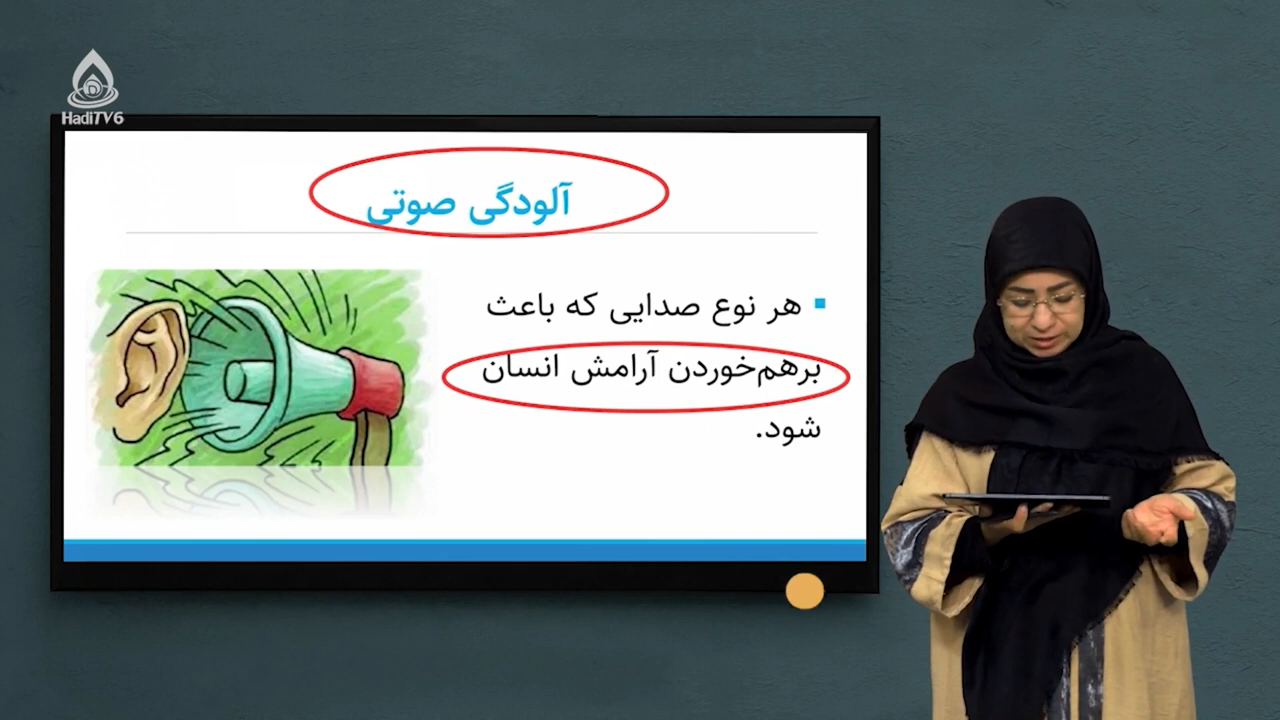 HadiTV6
آلودگی صوتی
هر نوع صدایی که باعث
برهم‌خوردن آرامش انسان
شود.